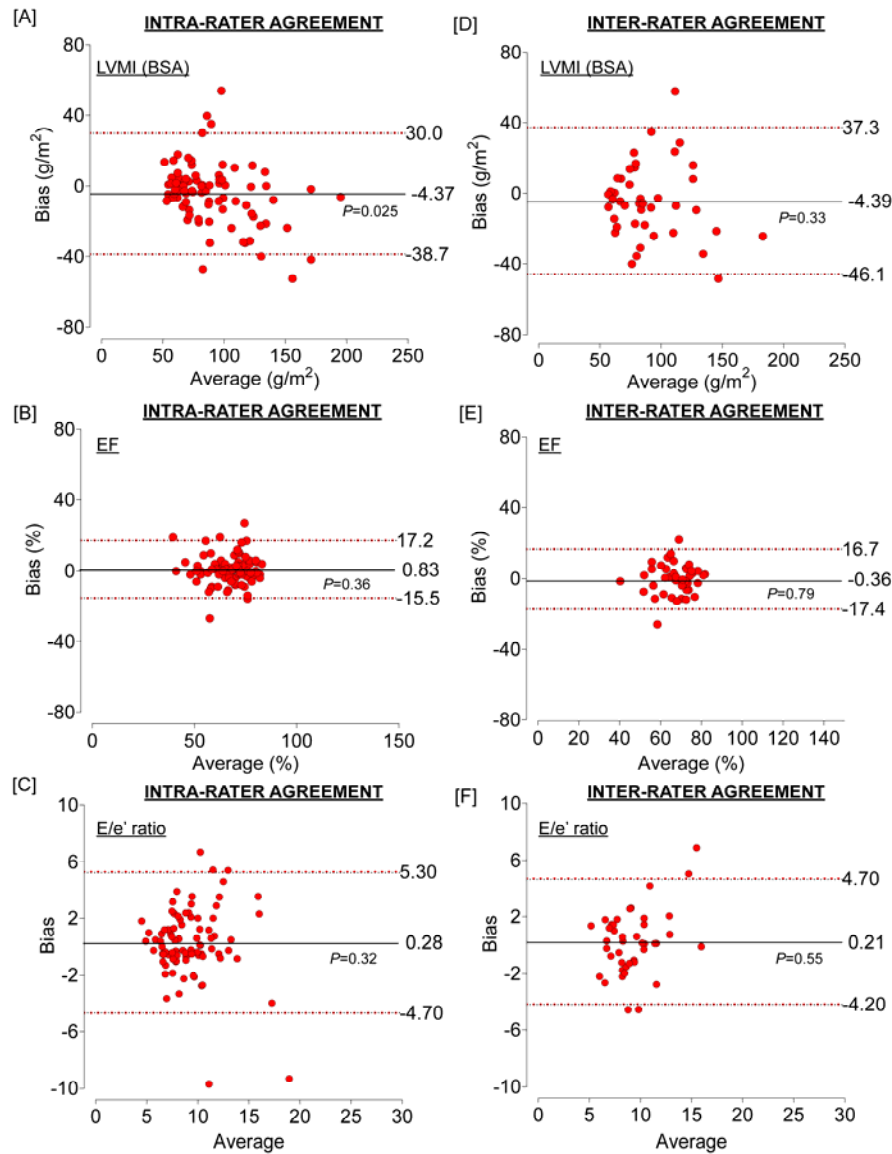 [A]
INTRA-RATER AGREEMENT
LVMI (BSA)
Bias (g/m²)
80
40
0
-40
-80
30.0
-4.37
P=0.025
-38.7
0 50 100 150 200 250
Average (g/m²)
[D]
INTER-RATER AGREEMENT
LVMI (BSA)
Bias (g/m²)
80
40
0
-40
-80
37.3
-4.39
P=0.33
-46.1
0 50 100 150 200 250
Average (g/m²)
[B]
INTRA-RATER AGREEMENT
EF
Bias (%)
80
40
0
-40
-80
17.2
0.83
P=0.36
-15.5
0 50 100 150
Average (%)
[E]
INTER-RATER AGREEMENT
EF
Bias (%)
80
40
0
-40
-80
16.7
-0.36
P=0.79
-17.4
0 20 40 60 80 100 120 140
Average (%)
[C]
INTRA-RATER AGREEMENT
E/e' ratio
Bias
10
6
2
-2
-6
-10
5.30
0.28
P=0.32
-4.70
0 5 10 15 20 25 30
Average
[F]
INTER-RATER AGREEMENT
E/e' ratio
Bias
10
6
2
-2
-6
-10
4.70
0.21
P=0.55
-4.20
0 5 10 15 20 25 30
Average